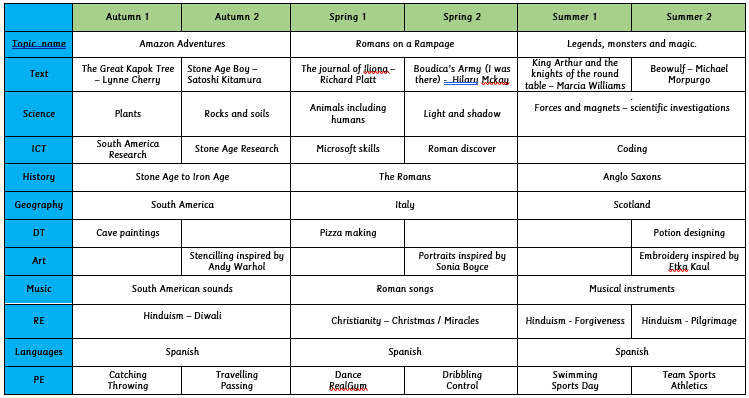 Autumn 1 Autumn 2 Spring 1 Spring 2 Summer 1 Summer 2
Topic name Amazon Adventures Romans on a Rampage Legends, monsters and magic.
Text
The Great Kapok Tree
– Lynne Cherry
Stone Age Boy –
Satoshi Kitamura
The journal of Iliona –
Richard Platt
Boudica's Army (I was
there) - Hilary Mckay
King Arthur and the
knights of the round
table – Marcia Williams
Beowulf – Michael
Morpurgo
Science
Plants
Rocks and soils
Animals including
humans
Light and shadow
Forces and magnets – scientific investigations
ICT
South America
Research
Stone Age Research
Microsoft skills
Roman discover
Coding
History Stone Age to Iron Age The Romans Anglo Saxons
Geography South America Italy Scotland
DT Cave paintings Pizza making Potion designing
Art
Stencilling inspired by
Andy Warhol
Portraits inspired by
Sonia Boyce
Embroidery inspired by
Etka Kaul
Music South American sounds Roman songs Musical instruments
RE Hinduism – Diwali Christianity – Christmas / Miracles Hinduism - Forgiveness Hinduism - Pilgrimage
Languages Spanish Spanish Spanish
PE
Catching
Throwing
Travelling
Passing
Dance
RealGym
Dribbling
Control
Swimming
Sports Day
Team Sports
Athletics